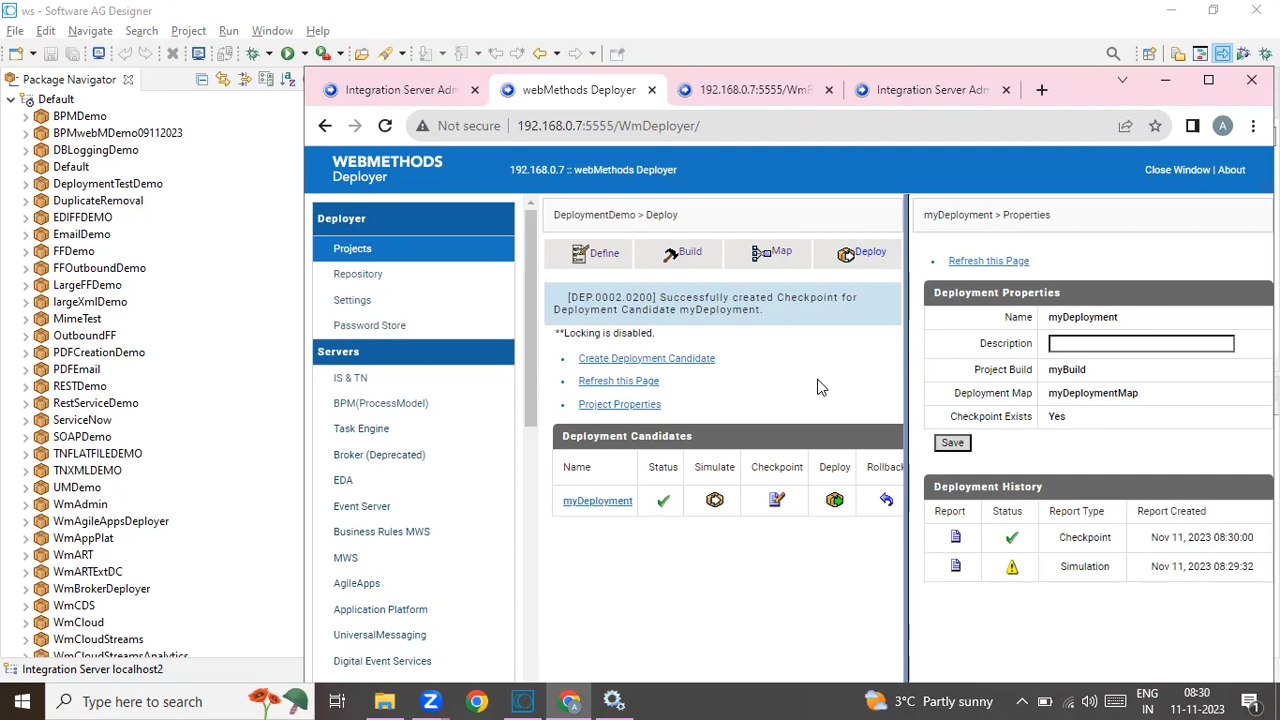 ws - Software AG Designer
File Edit Navigate Search Project Run Window Help
Package Navigator
Default
BPMDemo
BPMwebMDemo09112023
DBLoggingDemo
Default
DeploymentTestDemo
DuplicateRemoval
EDIFFDEMO
EmailDemo
FFDemo
FFOutboundDemo
LargeFFDemo
largeXmlDemo
MimeTest
OutboundFF
PDFCreationDemo
PDFEmail
RESTDemo
RestServiceDemo
ServiceNow
SOAPDemo
TNFLATFILEDEMO
TNXMLDEMO
UMDemo
WmAdmin
WmAgileAppsDeployer
WmAppPlat
WmART
WmARTExtDC
WmBrokerDeployer
WmCDS
WmCloud
WmCloudStreams
WmCloudStreamsAnalytics
Integration Server localhost2
Integration Server Adm
webMethods Deployer
192.168.0.7:5555/WmR
Integration Server Adm
Not secure 192.168.0.7:5555/WmDeployer/
A
WEBMETHODS
Deployer
192.168.0.7 :: webMethods Deployer
Close Window | About
Deployer
Projects
Repository
Settings
Password Store
Servers
IS & TN
BPM(ProcessModel)
Task Engine
Broker (Deprecated)
EDA
Event Server
Business Rules MWS
MWS
AgileApps
Application Platform
UniversalMessaging
Digital Event Services
DeploymentDemo > Deploy
Define Build Map Deploy
[DEP.0002.0200] Successfully created Checkpoint for
Deployment Candidate myDeployment.
**Locking is disabled.
Create Deployment Candidate
Refresh this Page
Project Properties
Deployment Candidates
Name Status Simulate Checkpoint Deploy Rollback
myDeployment
myDeployment > Properties
Refresh this Page
Deployment Properties
Name myDeployment
Description
Project Build myBuild
Deployment Map myDeploymentMap
Checkpoint Exists Yes
Save
Deployment History
Report Status Report Type Report Created
Checkpoint Nov 11, 2023 08:30:00
Simulation Nov 11, 2023 08:29:32
Type here to search
3°C Partly sunny
ENG
IN
08:30
11-11-2023
1